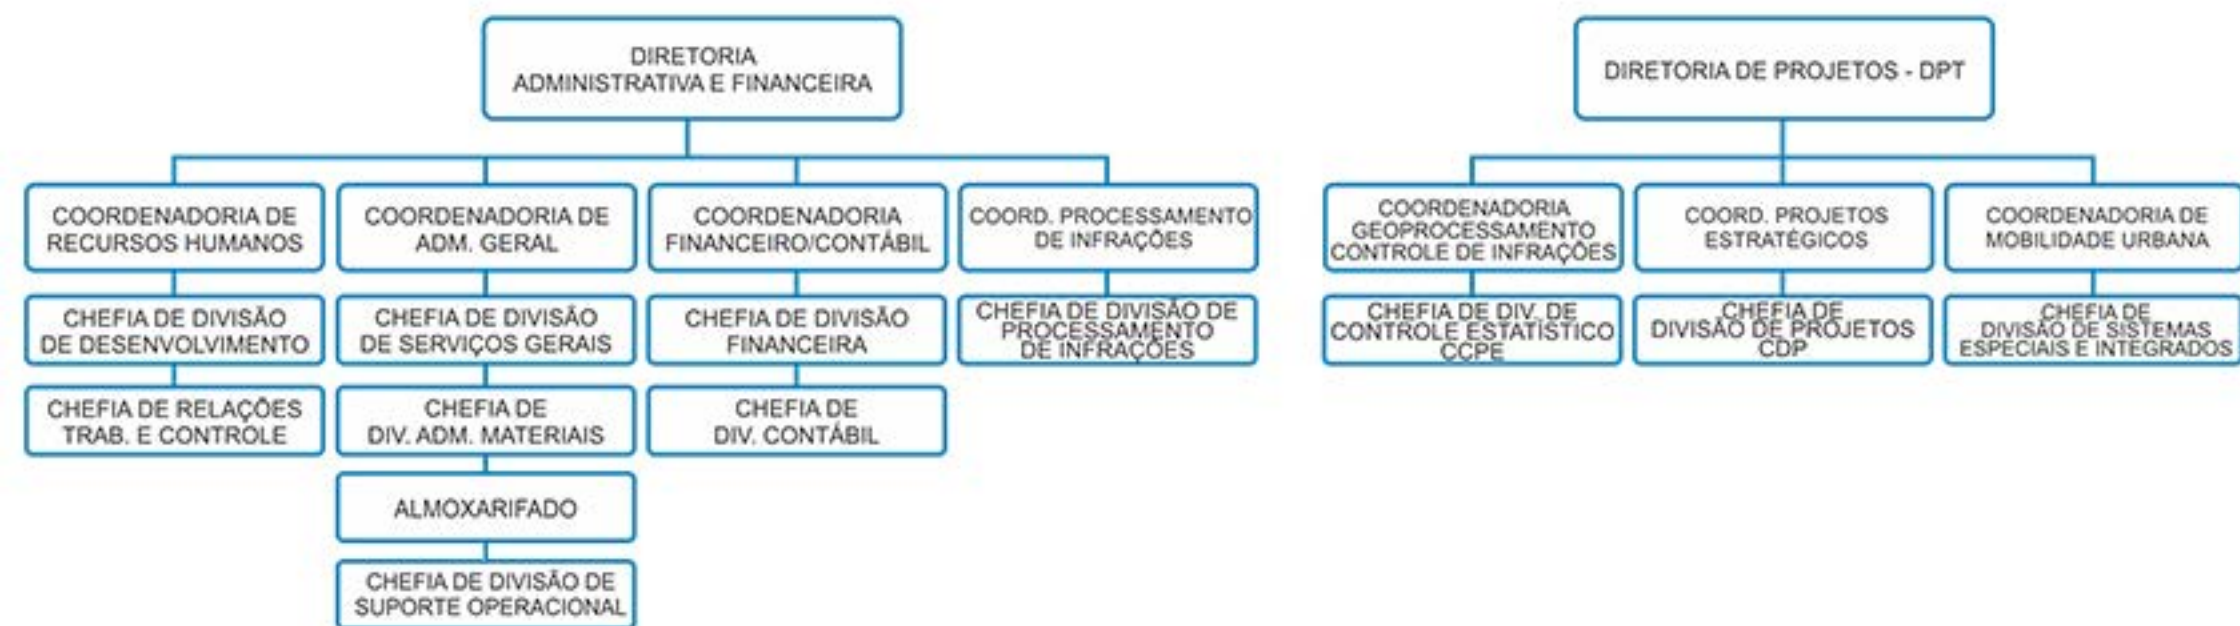 DIRETORIA
ADMINISTRATIVA E FINANCEIRA
DIRETORIA DE PROJETOS - DPT
COORDENADORIA DE
RECURSOS HUMANOS
COORDENADORIA DE
ADM. GERAL
COORDENADORIA
FINANCEIRO/CONTÁBIL
COORD. PROCESSAMENTO
DE INFRAÇÕES
COORDENADORIA
GEOPROCESSAMENTO
CONTROLE DE INFRAÇÕES
COORD. PROJETOS
ESTRATÉGICOS
COORDENADORIA DE
MOBILIDADE URBANA
CHEFIA DE DIVISÃO
DE DESENVOLVIMENTO
CHEFIA DE DIVISÃO
DE SERVIÇOS GERAIS
CHEFIA DE DIVISÃO
FINANCEIRA
CHEFIA DE DIVISÃO DE
PROCESSAMENTO
DE INFRAÇÕES
CHEFIA DE DIV. DE
CONTROLE ESTATÍSTICO
CCPE
CHEFIA DE
DIVISÃO DE PROJETOS
CDP
CHEFIA DE
DIVISÃO DE SISTEMAS
ESPECIAIS E INTEGRADOS
CHEFIA DE RELAÇÕES
TRAB. E CONTROLE
CHEFIA DE
DIV. ADM. MATERIAIS
CHEFIA DE
DIV. CONTÁBIL
ALMOXARIFADO
CHEFIA DE DIVISÃO DE
SUPORTE OPERACIONAL